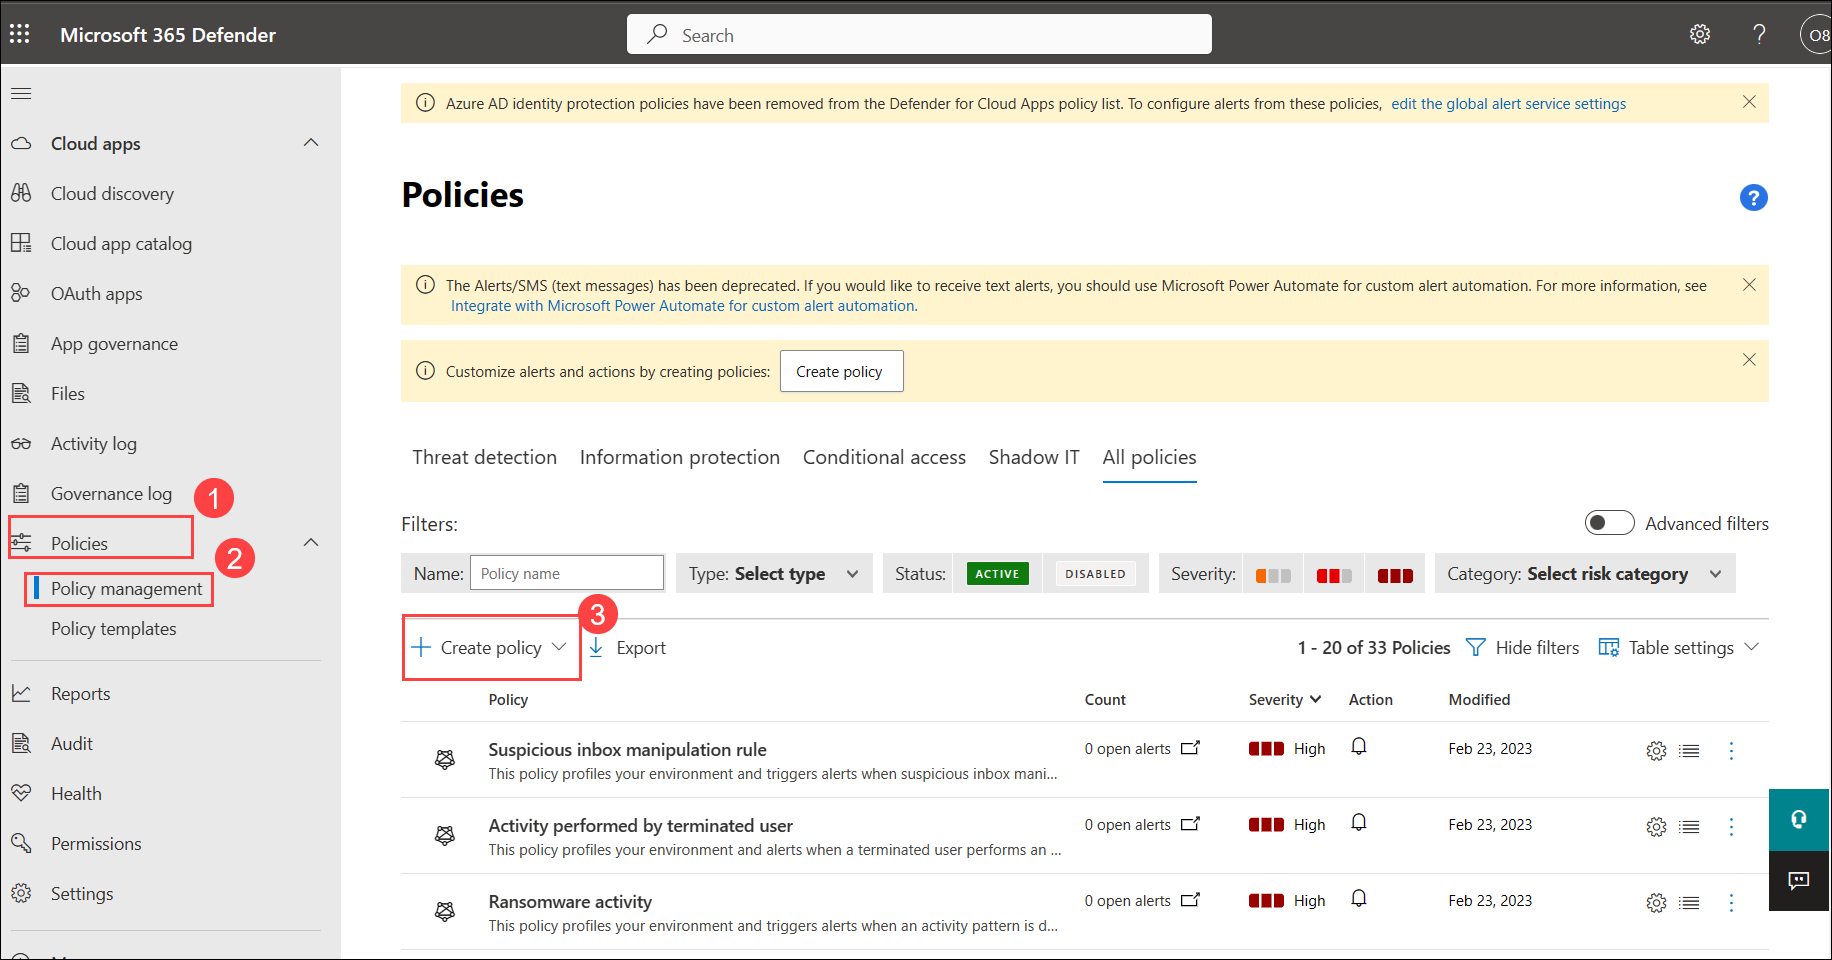 Microsoft 365 Defender
Search
O8
Azure AD identity protection policies have been removed from the Defender for Cloud Apps policy list. To configure alerts from these policies, edit the global alert service settings
Cloud apps
Cloud discovery
Cloud app catalog
OAuth apps
App governance
Files
Activity log
Governance log
1
Policies
2
Policy management
Policy templates
Reports
Audit
Health
Permissions
Settings
Policies
?
The Alerts/SMS (text messages) has been deprecated. If you would like to receive text alerts, you should use Microsoft Power Automate for custom alert automation. For more information, see
Integrate with Microsoft Power Automate for custom alert automation.
Customize alerts and actions by creating policies: Create policy
Threat detection Information protection Conditional access Shadow IT All policies
Filters: Advanced filters
Name: Policy name Type: Select type Status: ACTIVE DISABLED Severity: Category: Select risk category
3
Create policy Export 1 - 20 of 33 Policies Hide filters Table settings
Policy Count Severity Action Modified
Suspicious inbox manipulation rule 0 open alerts High Feb 23, 2023
This policy profiles your environment and triggers alerts when suspicious inbox mani...
Activity performed by terminated user 0 open alerts High Feb 23, 2023
This policy profiles your environment and alerts when a terminated user performs an ...
Ransomware activity 0 open alerts High Feb 23, 2023
This policy profiles your environment and triggers alerts when an activity pattern is d...